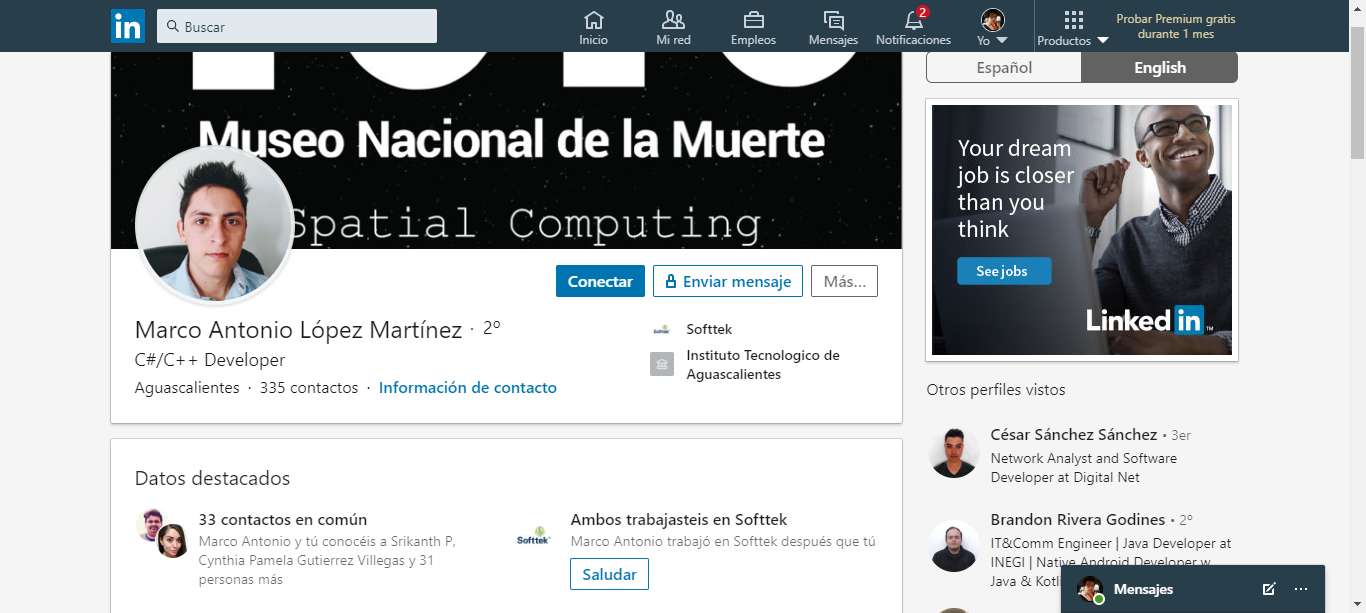 in
Buscar
Inicio
Mi red
Empleos
Mensajes
2
Notificaciones
Yo
Productos
Probar Premium gratis
durante 1 mes
Museo Nacional de la Muerte
Spatial Computing
Conectar
Enviar mensaje
Más...
Marco Antonio López Martínez · 2º
C#/C++ Developer
Aguascalientes · 335 contactos · Información de contacto
Softtek
Softtek
Instituto Tecnologico de
Aguascalientes
Datos destacados
33 contactos en común
Marco Antonio y tú conocéis a Srikanth P,
Cynthia Pamela Gutierrez Villegas y 31
personas más
Softtek
Ambos trabajasteis en Softtek
Marco Antonio trabajó en Softtek después que tú
Saludar
Español
English
Your dream
job is closer
than you
think
See jobs
Linked in ™
Otros perfiles vistos
César Sánchez Sánchez • 3er
Network Analyst and Software
Developer at Digital Net
Brandon Rivera Godines • 2º
IT&Comm Engineer | Java Developer at
INEGI | Native Android Developer w
Java & Kotli
Mensajes